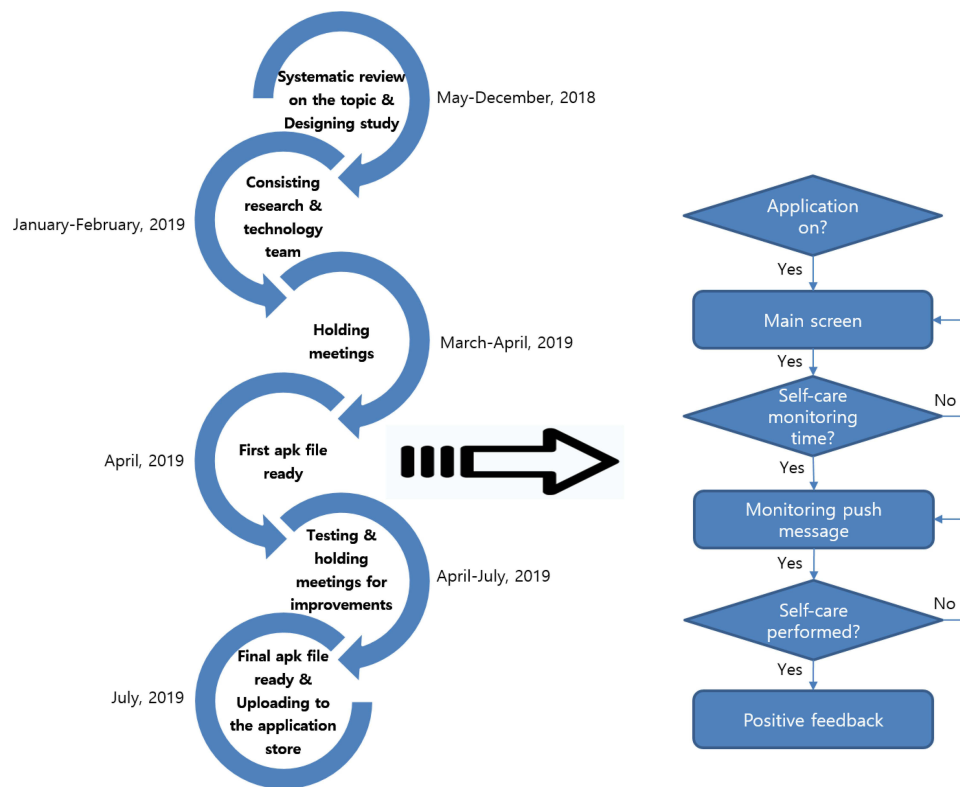 Systematic review
on the topic &
Designing study
May-December, 2018
Consisting
research &
technology
team
January-February, 2019
Holding
meetings
March-April, 2019
First apk file
ready
April, 2019
Testing &
holding
meetings for
improvements
April-July, 2019
Final apk file
ready &
Uploading to
the application
store
July, 2019
Application
on?
Yes
Main screen
Yes
Self-care
monitoring
time?
No
Yes
Monitoring push
message
Yes
Self-care
performed?
No
Yes
Positive feedback